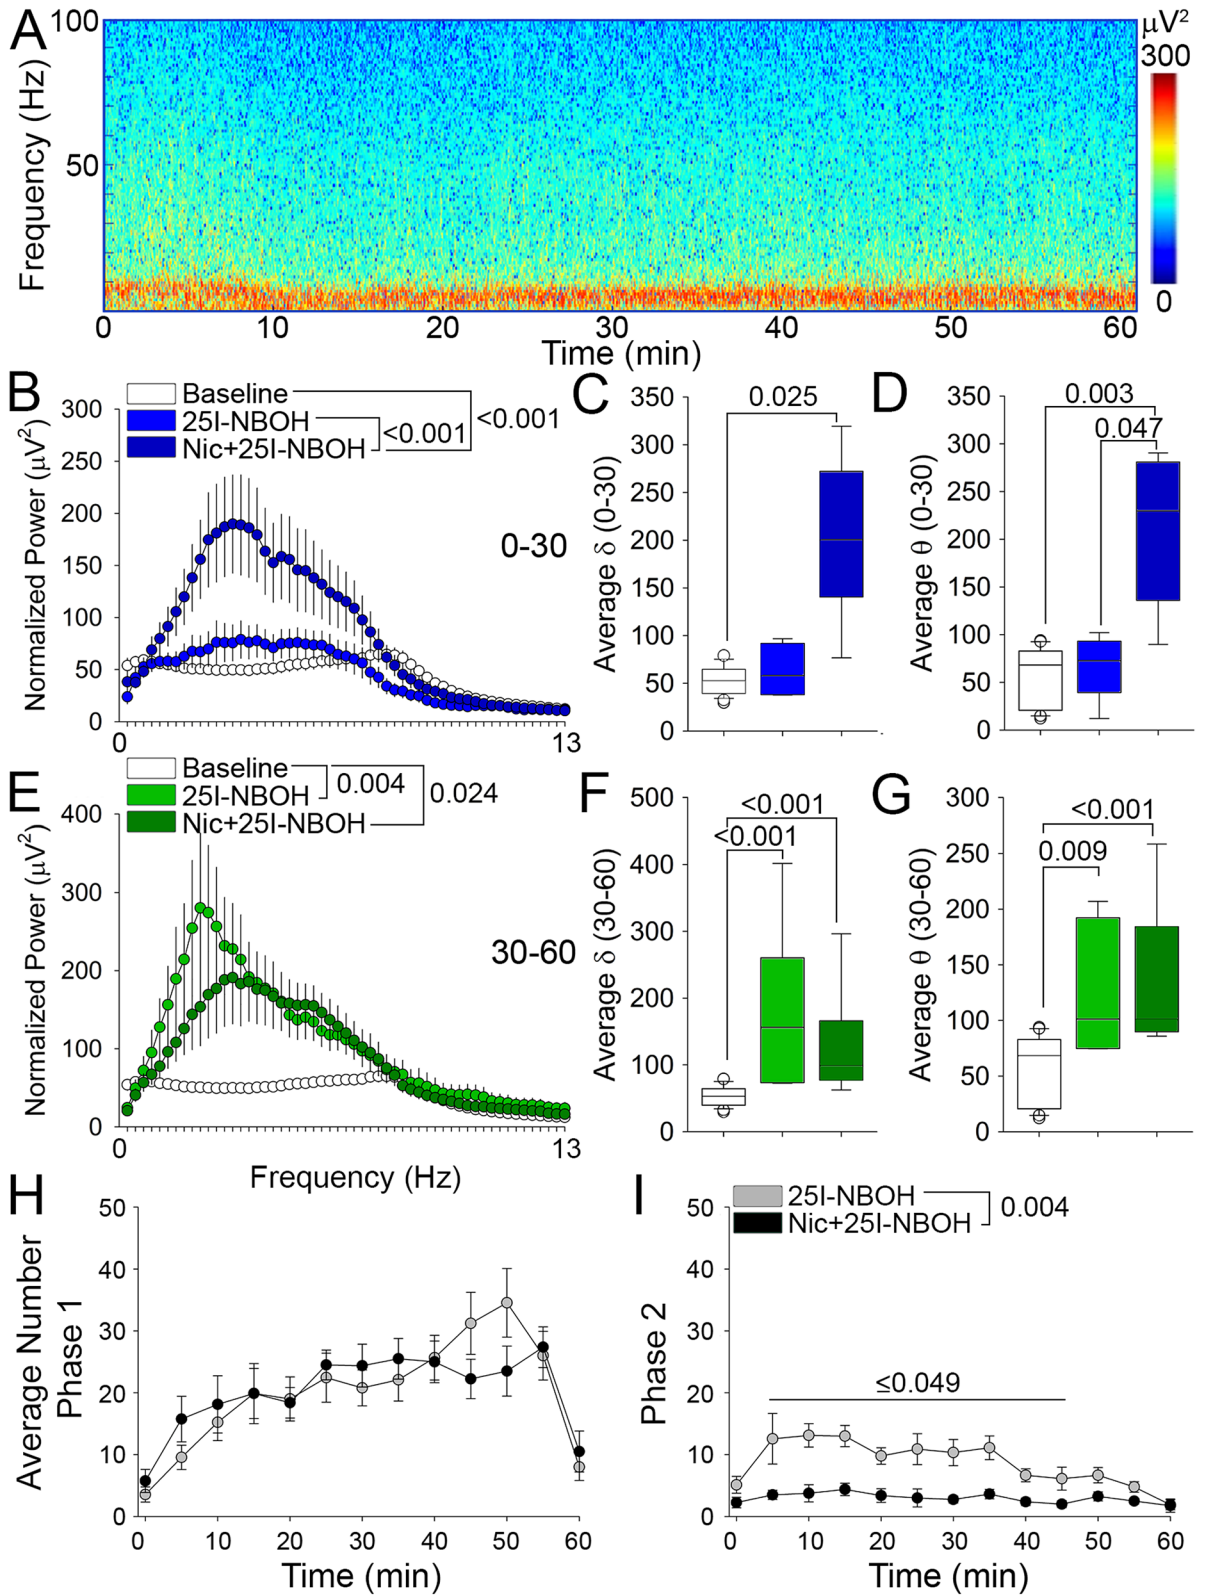 A
100
50
0
Frequency (Hz)
0 10 20 30 40 50 60
Time (min)
μV²
300
0
B
Baseline
25I-NBOH
Nic+25I-NBOH
<0.001
<0.001
0-30
Normalized Power (μV²)
300
250
200
150
100
50
0
0 13
C
0.025
Average δ (0-30)
350
300
250
200
150
100
50
0
D
0.003
0.047
Average θ (0-30)
350
300
250
200
150
100
50
0
E
Baseline
25I-NBOH
Nic+25I-NBOH
0.004
0.024
30-60
Normalized Power (μV²)
400
300
200
100
0
0 13
Frequency (Hz)
F
<0.001
<0.001
Average δ (30-60)
500
400
300
200
100
0
G
<0.001
0.009
Average θ (30-60)
300
250
200
150
100
50
0
H
Average Number
Phase 1
50
40
30
20
10
0
0 10 20 30 40 50 60
Time (min)
I
25I-NBOH
Nic+25I-NBOH
0.004
≤0.049
Phase 2
50
40
30
20
10
0
0 10 20 30 40 50 60
Time (min)